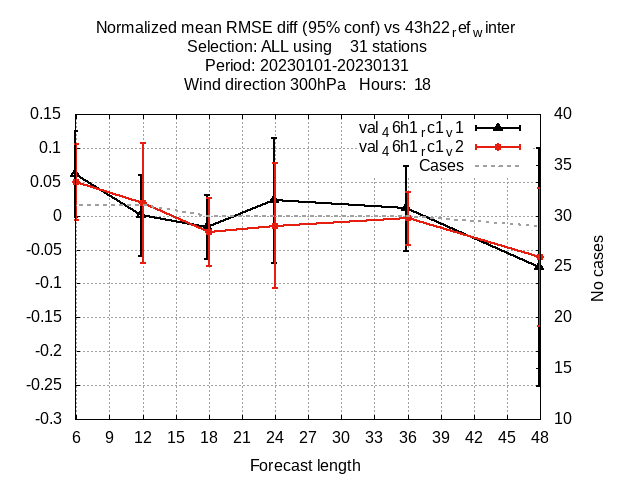 Normalized mean RMSE diff (95% conf) vs 43h22refwinter
Selection: ALL using 31 stations
Period: 20230101-20230131
Wind direction 300hPa Hours: 18
val46h1rc1v1
val46h1rc1v2
Cases
0.15
0.1
0.05
0
-0.05
-0.1
-0.15
-0.2
-0.25
-0.3
40
35
30
25
20
15
10
No cases
6 9 12 15 18 21 24 27 30 33 36 39 42 45 48
Forecast length